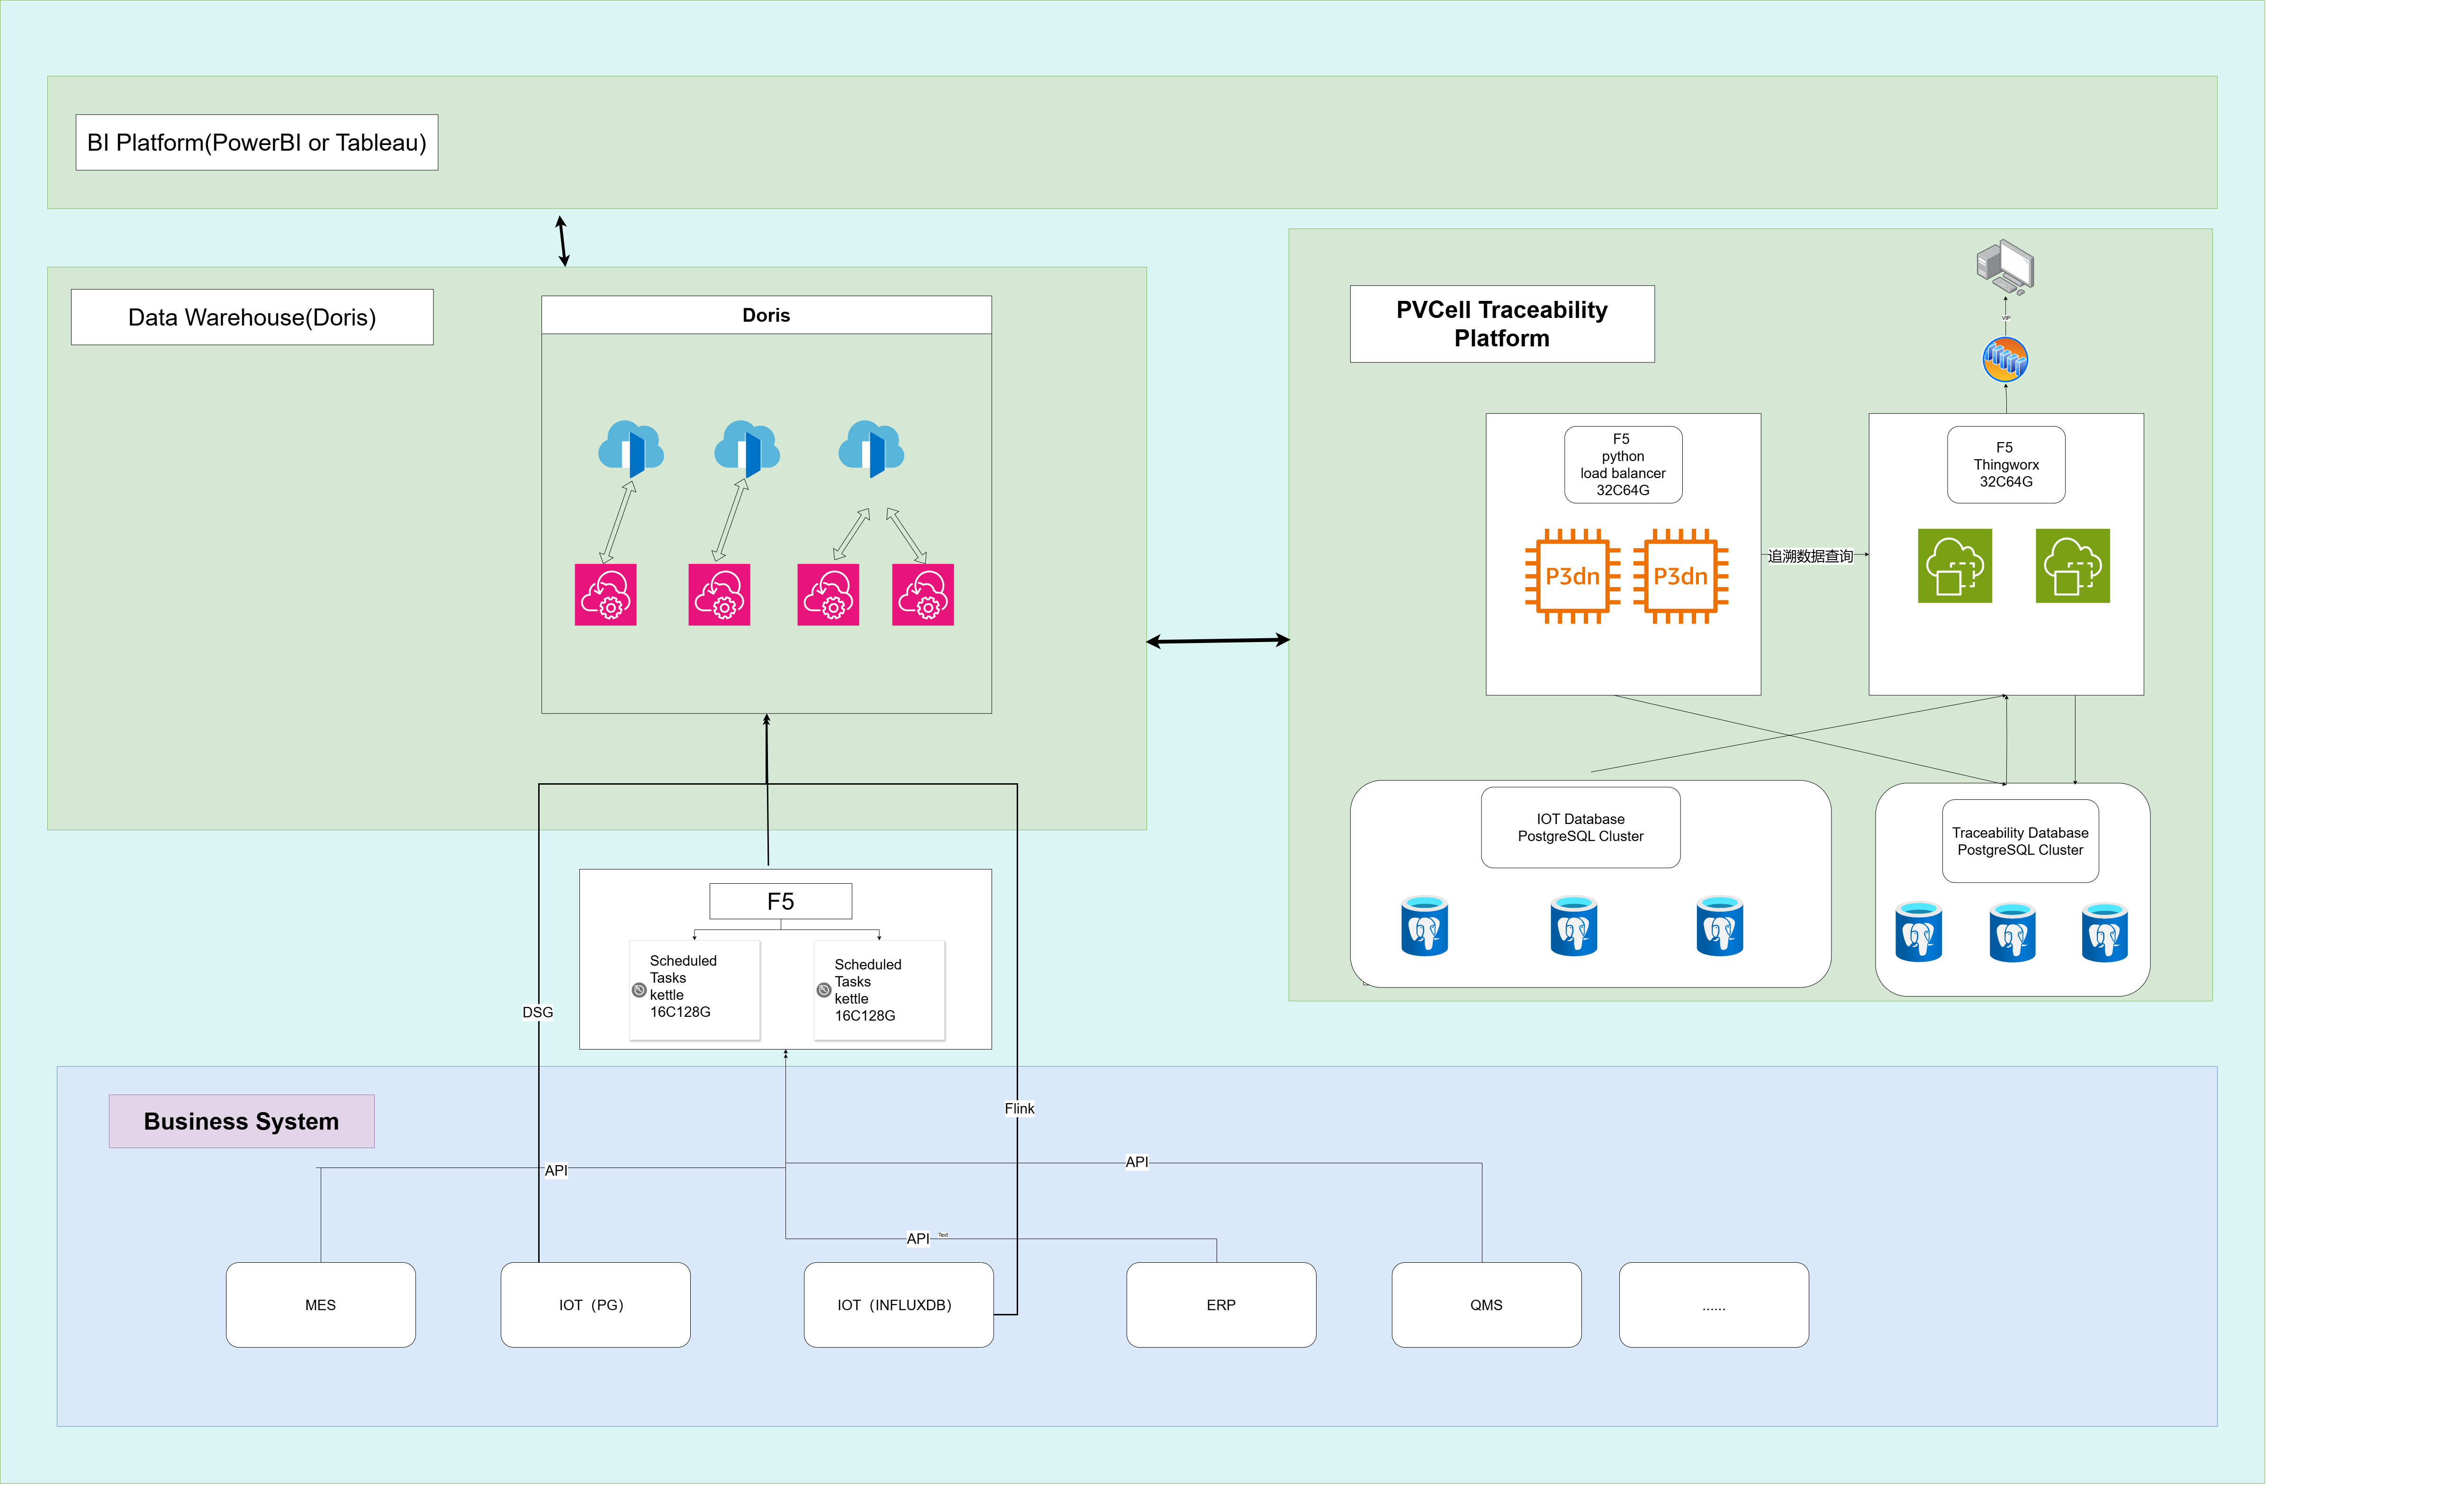 BI Platform(PowerBI or Tableau)
Data Warehouse(Doris)
Doris
PVCell Traceability
Platform
VIP
F5
python
load balancer
32C64G
P3dn
P3dn
追溯数据查询
F5
Thingworx
32C64G
IOT Database
PostgreSQL Cluster
Traceability Database
PostgreSQL Cluster
F5
Scheduled
Tasks
kettle
16C128G
Scheduled
Tasks
kettle
16C128G
DSG
Flink
Business System
API
API
API
Text
MES
IOT（PG）
IOT（INFLUXDB）
ERP
QMS
......